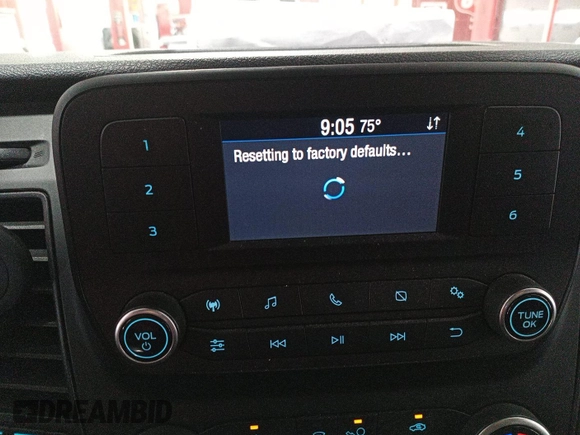 9:05 75°
Resetting to factory defaults...
1
2
3
4
5
6
VOL
TUNE
OK
DREAMBID